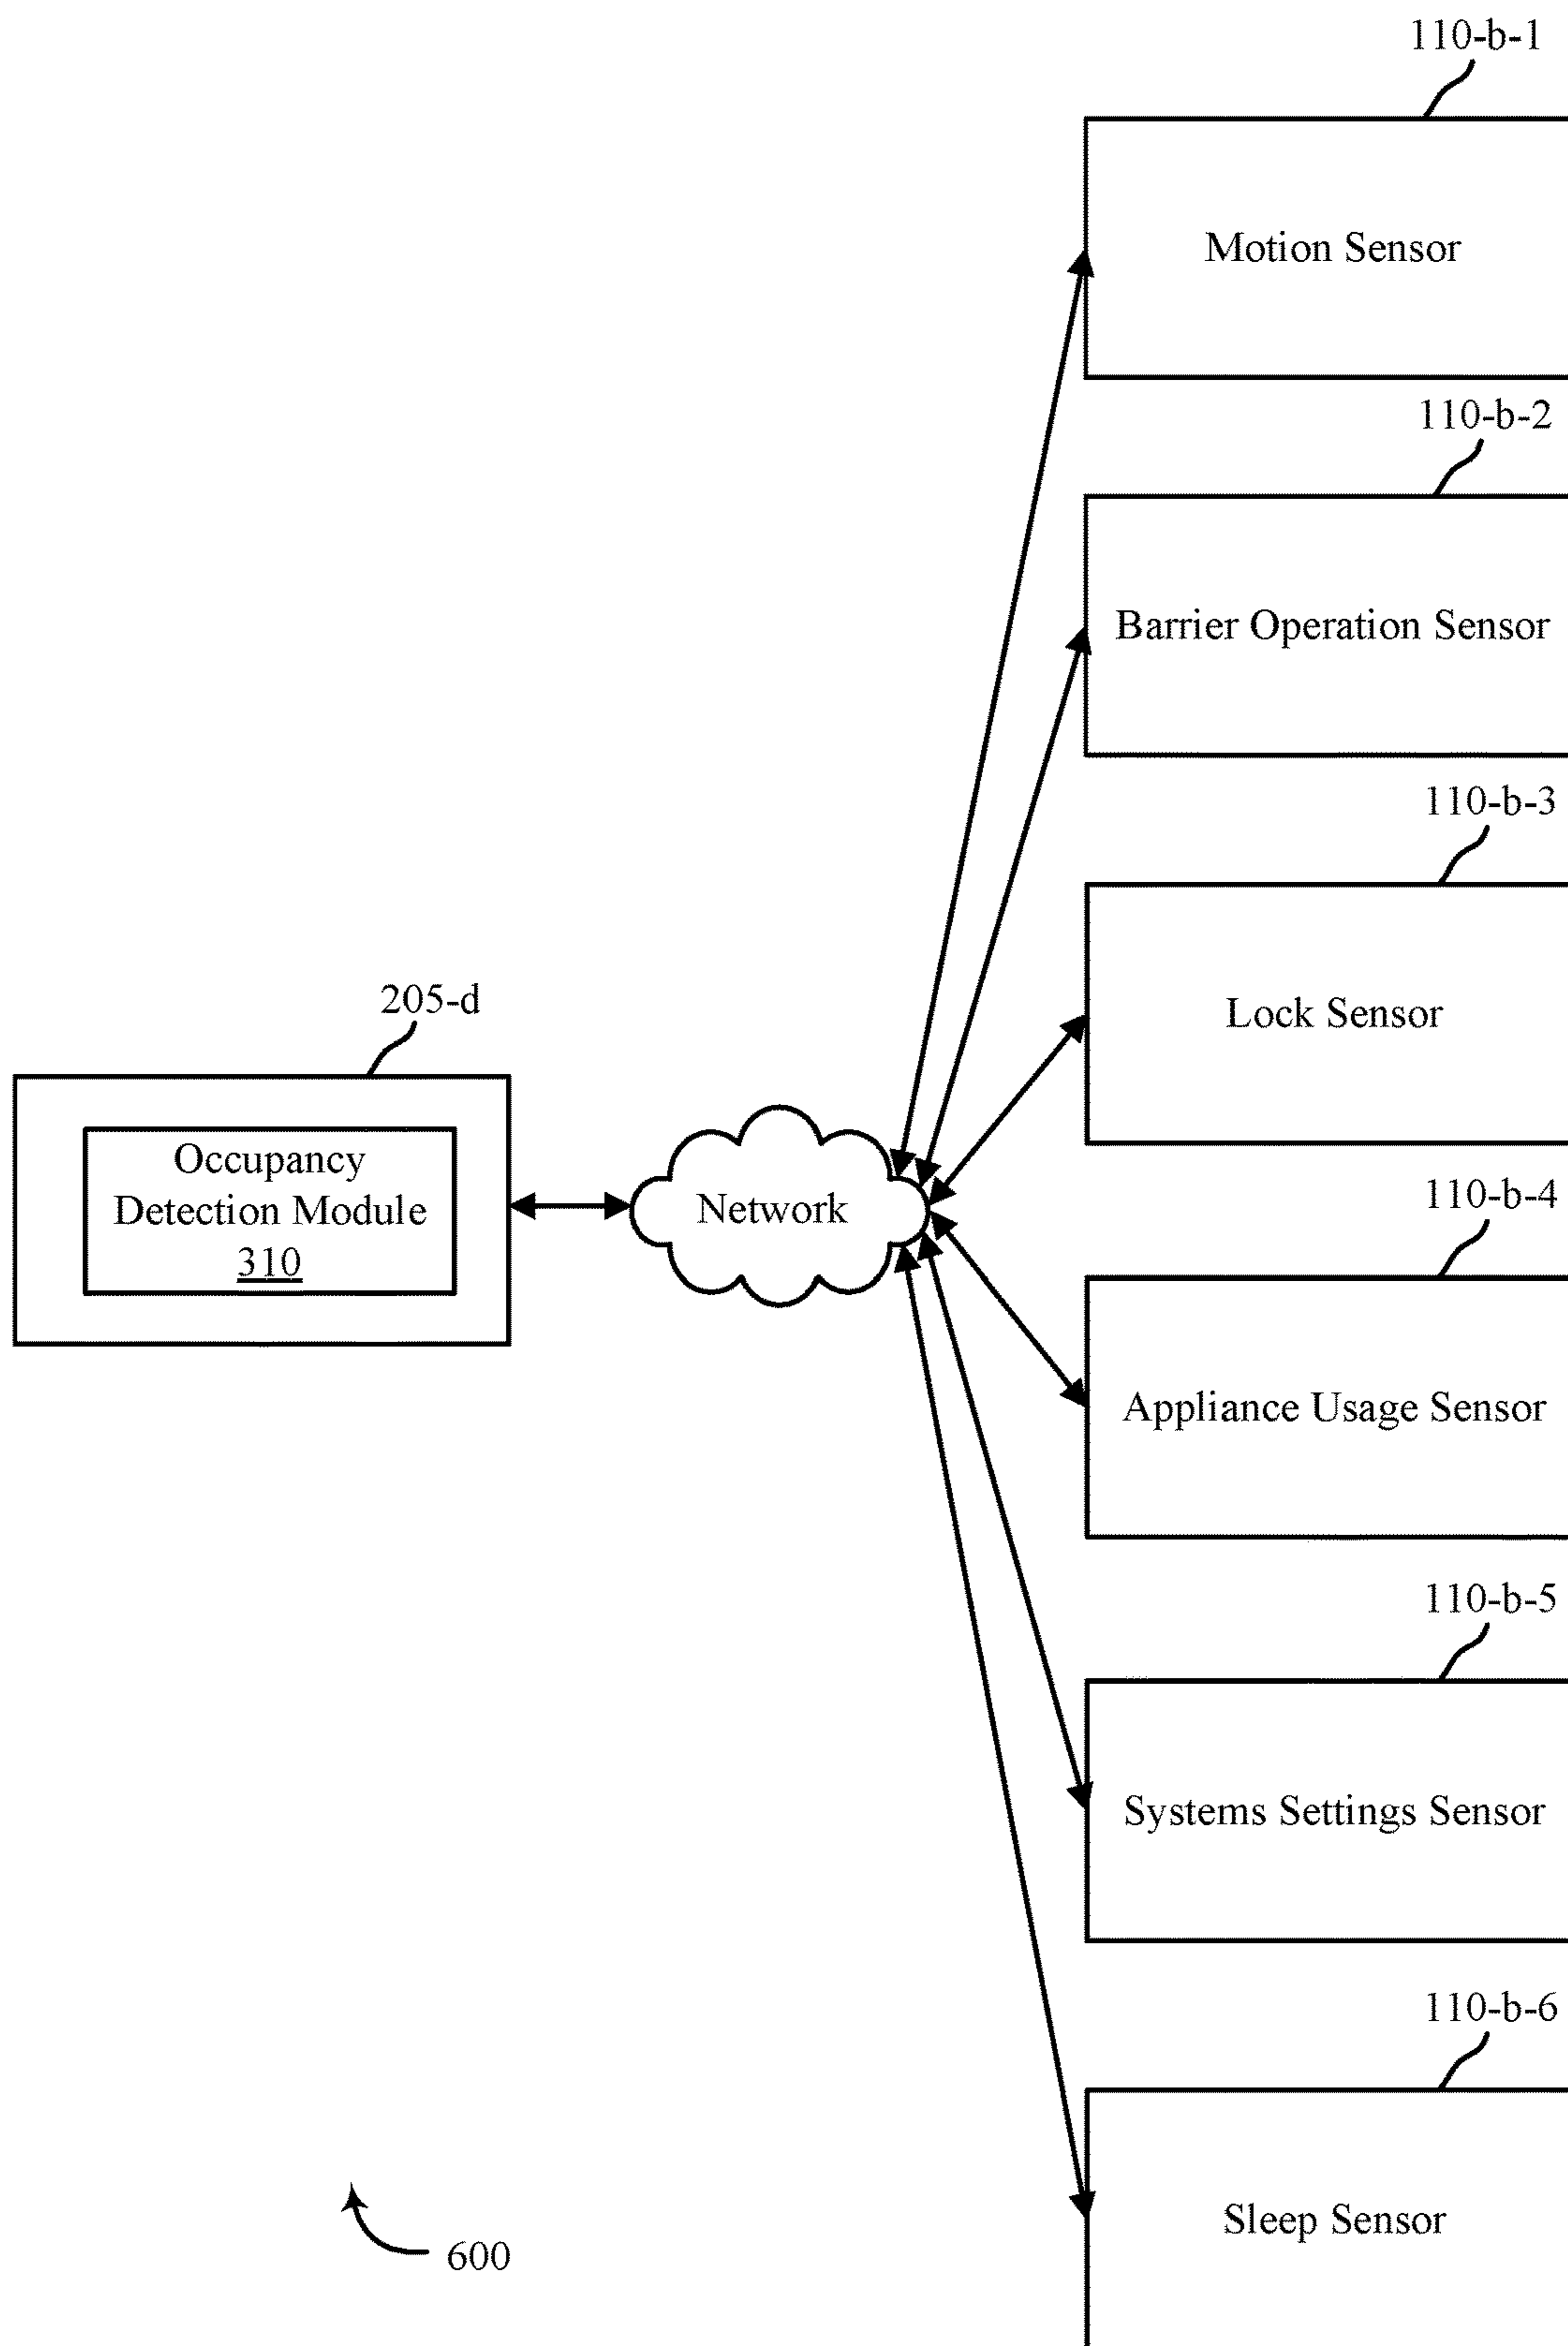 110-b-1
Motion Sensor
110-b-2
Barrier Operation Sensor
110-b-3
Lock Sensor
205-d
Occupancy
Detection Module
310
Network
110-b-4
Appliance Usage Sensor
110-b-5
Systems Settings Sensor
110-b-6
Sleep Sensor
600